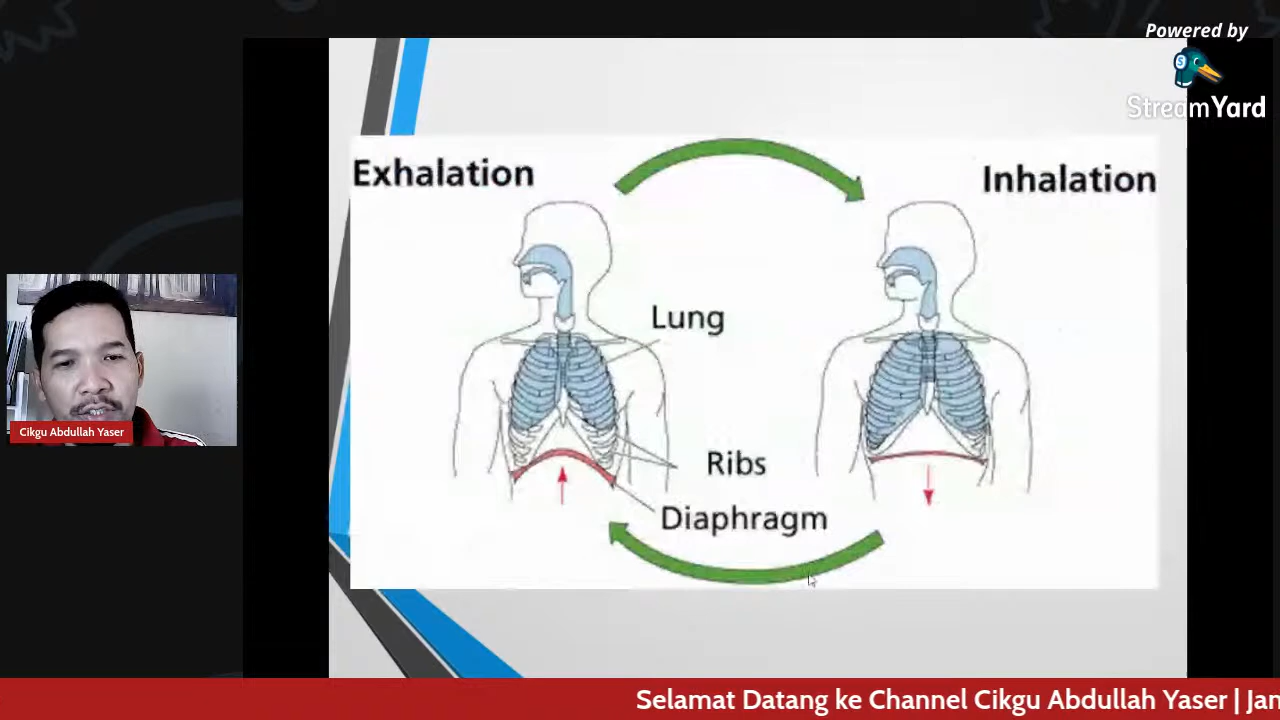 Powered by
StreamYard
Exhalation
Inhalation
Lung
Ribs
Diaphragm
Cikgu Abdullah Yaser
Selamat Datang ke Channel Cikgu Abdullah Yaser | Jan